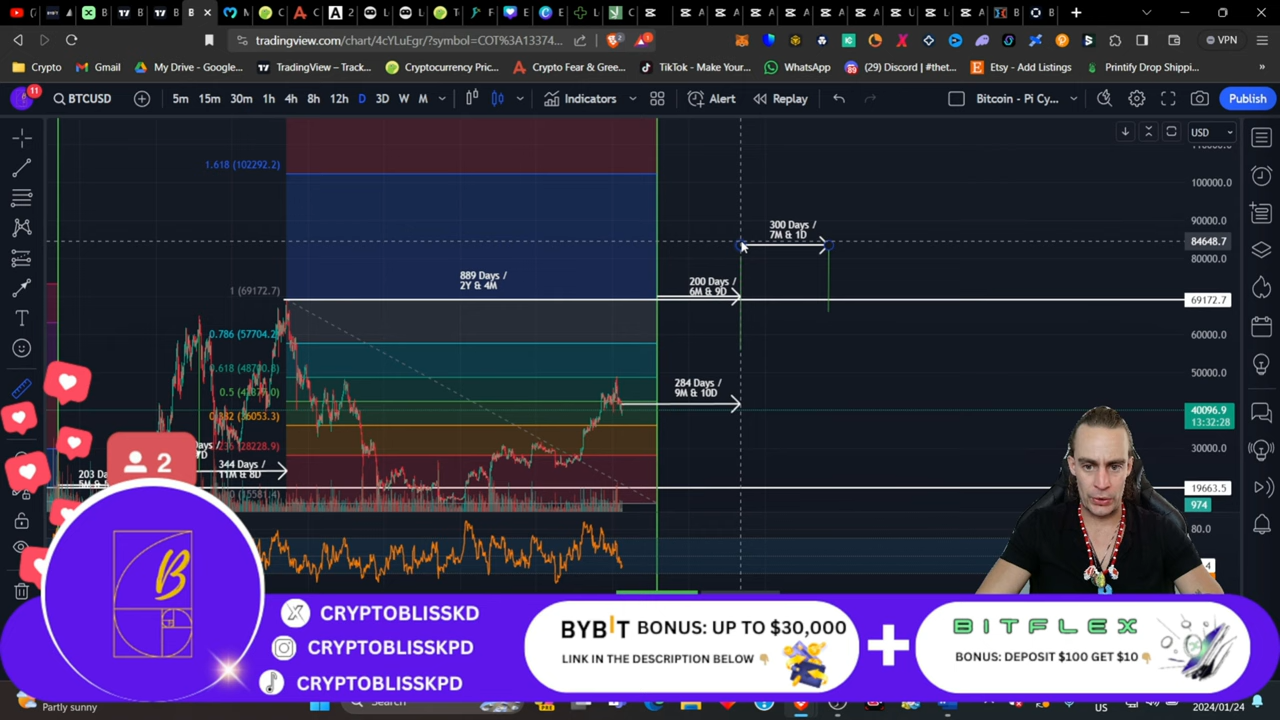 tradingview.com/chart/4cYLuEgr/?symbol=COT%3A13374...
VPN
Crypto
Gmail
My Drive - Google...
TradingView – Track...
Cryptocurrency Pric...
Crypto Fear & Gree...
TikTok - Make Your...
WhatsApp
(29) Discord | #thet...
Etsy - Add Listings
Printify Drop Shippi...
11
BTCUSD
5m
15m
30m
1h
4h
8h
12h
D
3D
W
M
Indicators
Alert
Replay
Bitcoin - Pi Cy...
Publish
USD
1.618 (102292.2)
100000.0
300 Days /
7M & 1D
90000.0
84648.7
80000.0
889 Days /
2Y & 4M
200 Days /
6M & 9D
1 (69172.7)
69172.7
0.786 (57704.2)
60000.0
0.618 (48700.8)
50000.0
284 Days /
9M & 10D
40096.9
13:32:28
30000.0
344 Days /
11M & 8D
19663.5
974
80.0
2
B
CRYPTOBLISSKD
CRYPTOBLISSKPD
CRYPTOBLISSKPD
BYBIT BONUS: UP TO $30,000
LINK IN THE DESCRIPTION BELOW
BITFLEX
BONUS: DEPOSIT $100 GET $10
Partly sunny
Search
US
2024/01/24